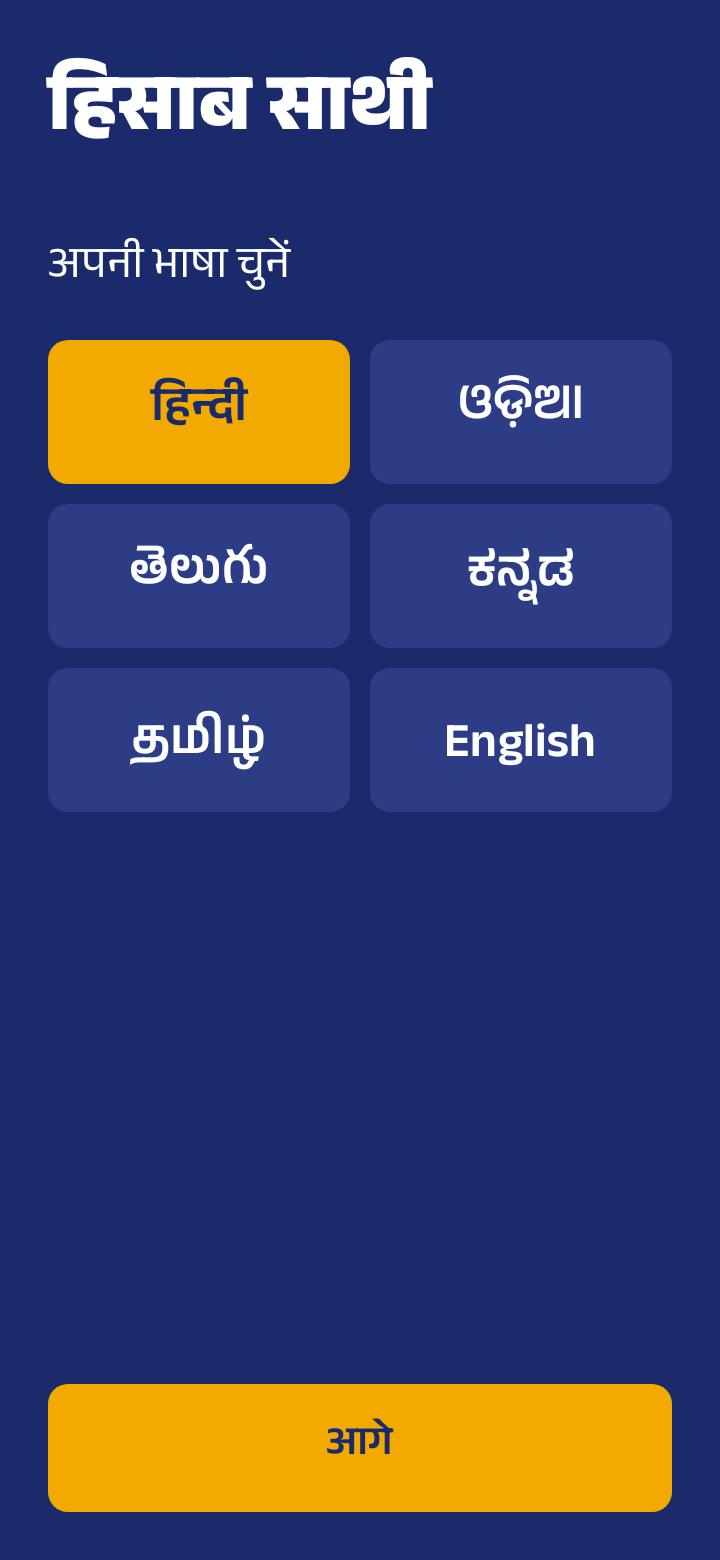 हिसाब साथी
अपनी भाषा चुनें
हिन्दी
ଓଡ଼ିଆ
తెలుగు
ಕನ್ನಡ
தமிழ்
English
आगे